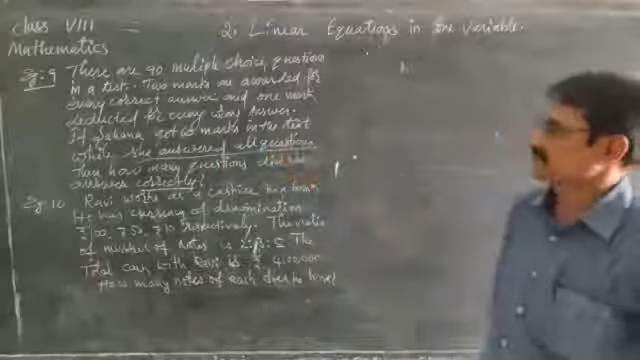 Class VIII
Mathematics
2. Linear Equations in one variable.
Eg: 9 There are 90 multiple choice, questions
in a test. Two marks are awarded for
every correct answer and one mark
deducted for every wrong answer.
If Sahana got 60 marks in the test
while she answered all questions
Then how many questions did
answer correctly?
Eg: 10 Ravi works as a cashier in a bank.
He has currency of denomination
₹100, ₹50, ₹10 respectively. The ratio
of number of notes is 2:3:5 The
Total cash with Ravi is ₹ 4,00,000
How many notes of each does he have?